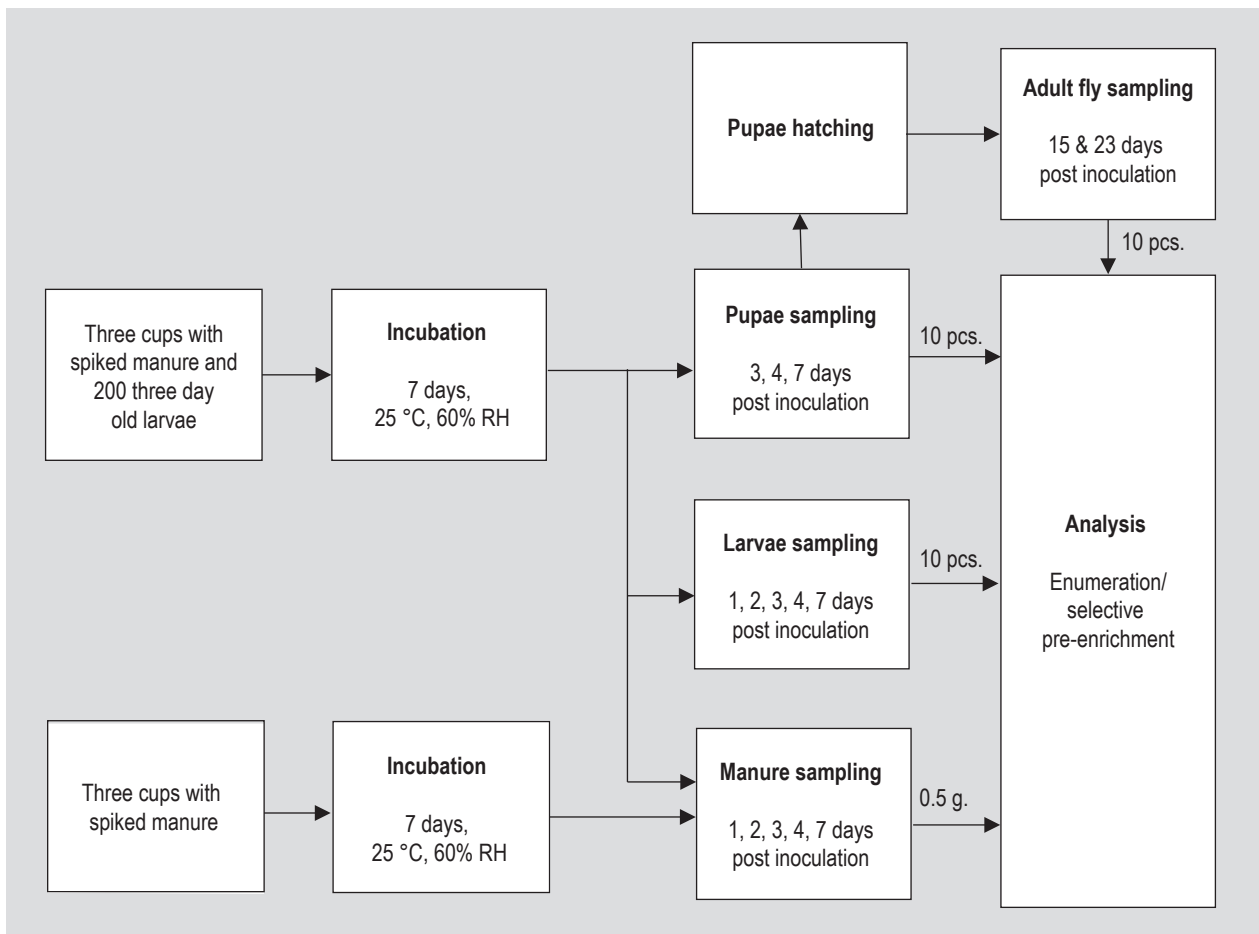 Three cups with
spiked manure and
200 three day
old larvae
Incubation
7 days,
25 °C, 60% RH
Pupae hatching
Adult fly sampling
15 & 23 days
post inoculation
10 pcs.
Pupae sampling
3, 4, 7 days
post inoculation
10 pcs.
Larvae sampling
1, 2, 3, 4, 7 days
post inoculation
10 pcs.
Analysis
Enumeration/
selective
pre-enrichment
Three cups with
spiked manure
Incubation
7 days,
25 °C, 60% RH
Manure sampling
1, 2, 3, 4, 7 days
post inoculation
0.5 g.